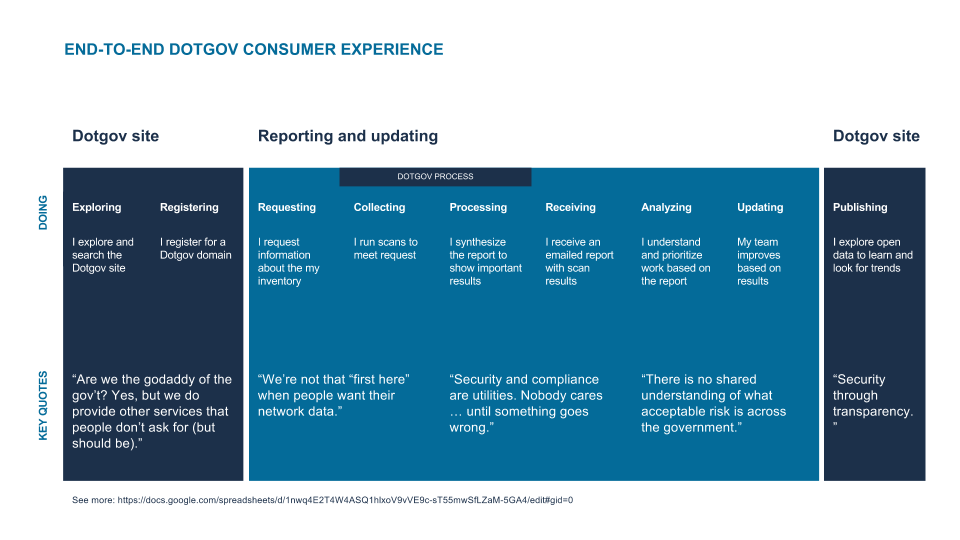 END-TO-END DOTGOV CONSUMER EXPERIENCE
Dotgov site
Reporting and updating
Dotgov site
DOTGOV PROCESS
DOING
Exploring
I explore and
search the
Dotgov site
Registering
I register for a
Dotgov domain
Requesting
I request
information
about the my
inventory
Collecting
I run scans to
meet request
Processing
I synthesize
the report to
show important
results
Receiving
I receive an
emailed report
with scan
results
Analyzing
I understand
and prioritize
work based on
the report
Updating
My team
improves
based on
results
Publishing
I explore open
data to learn and
look for trends
KEY QUOTES
“Are we the godaddy of the
gov’t? Yes, but we do
provide other services that
people don’t ask for (but
should be).”
“We’re not that “first here”
when people want their
network data.”
“Security and compliance
are utilities. Nobody cares
… until something goes
wrong.”
“There is no shared
understanding of what
acceptable risk is across
the government.”
“Security
through
transparency.
”
See more: https://docs.google.com/spreadsheets/d/1nwq4E2T4W4ASQ1hIxoV9vVE9c-sT55mwSfLZaM-5GA4/edit#gid=0